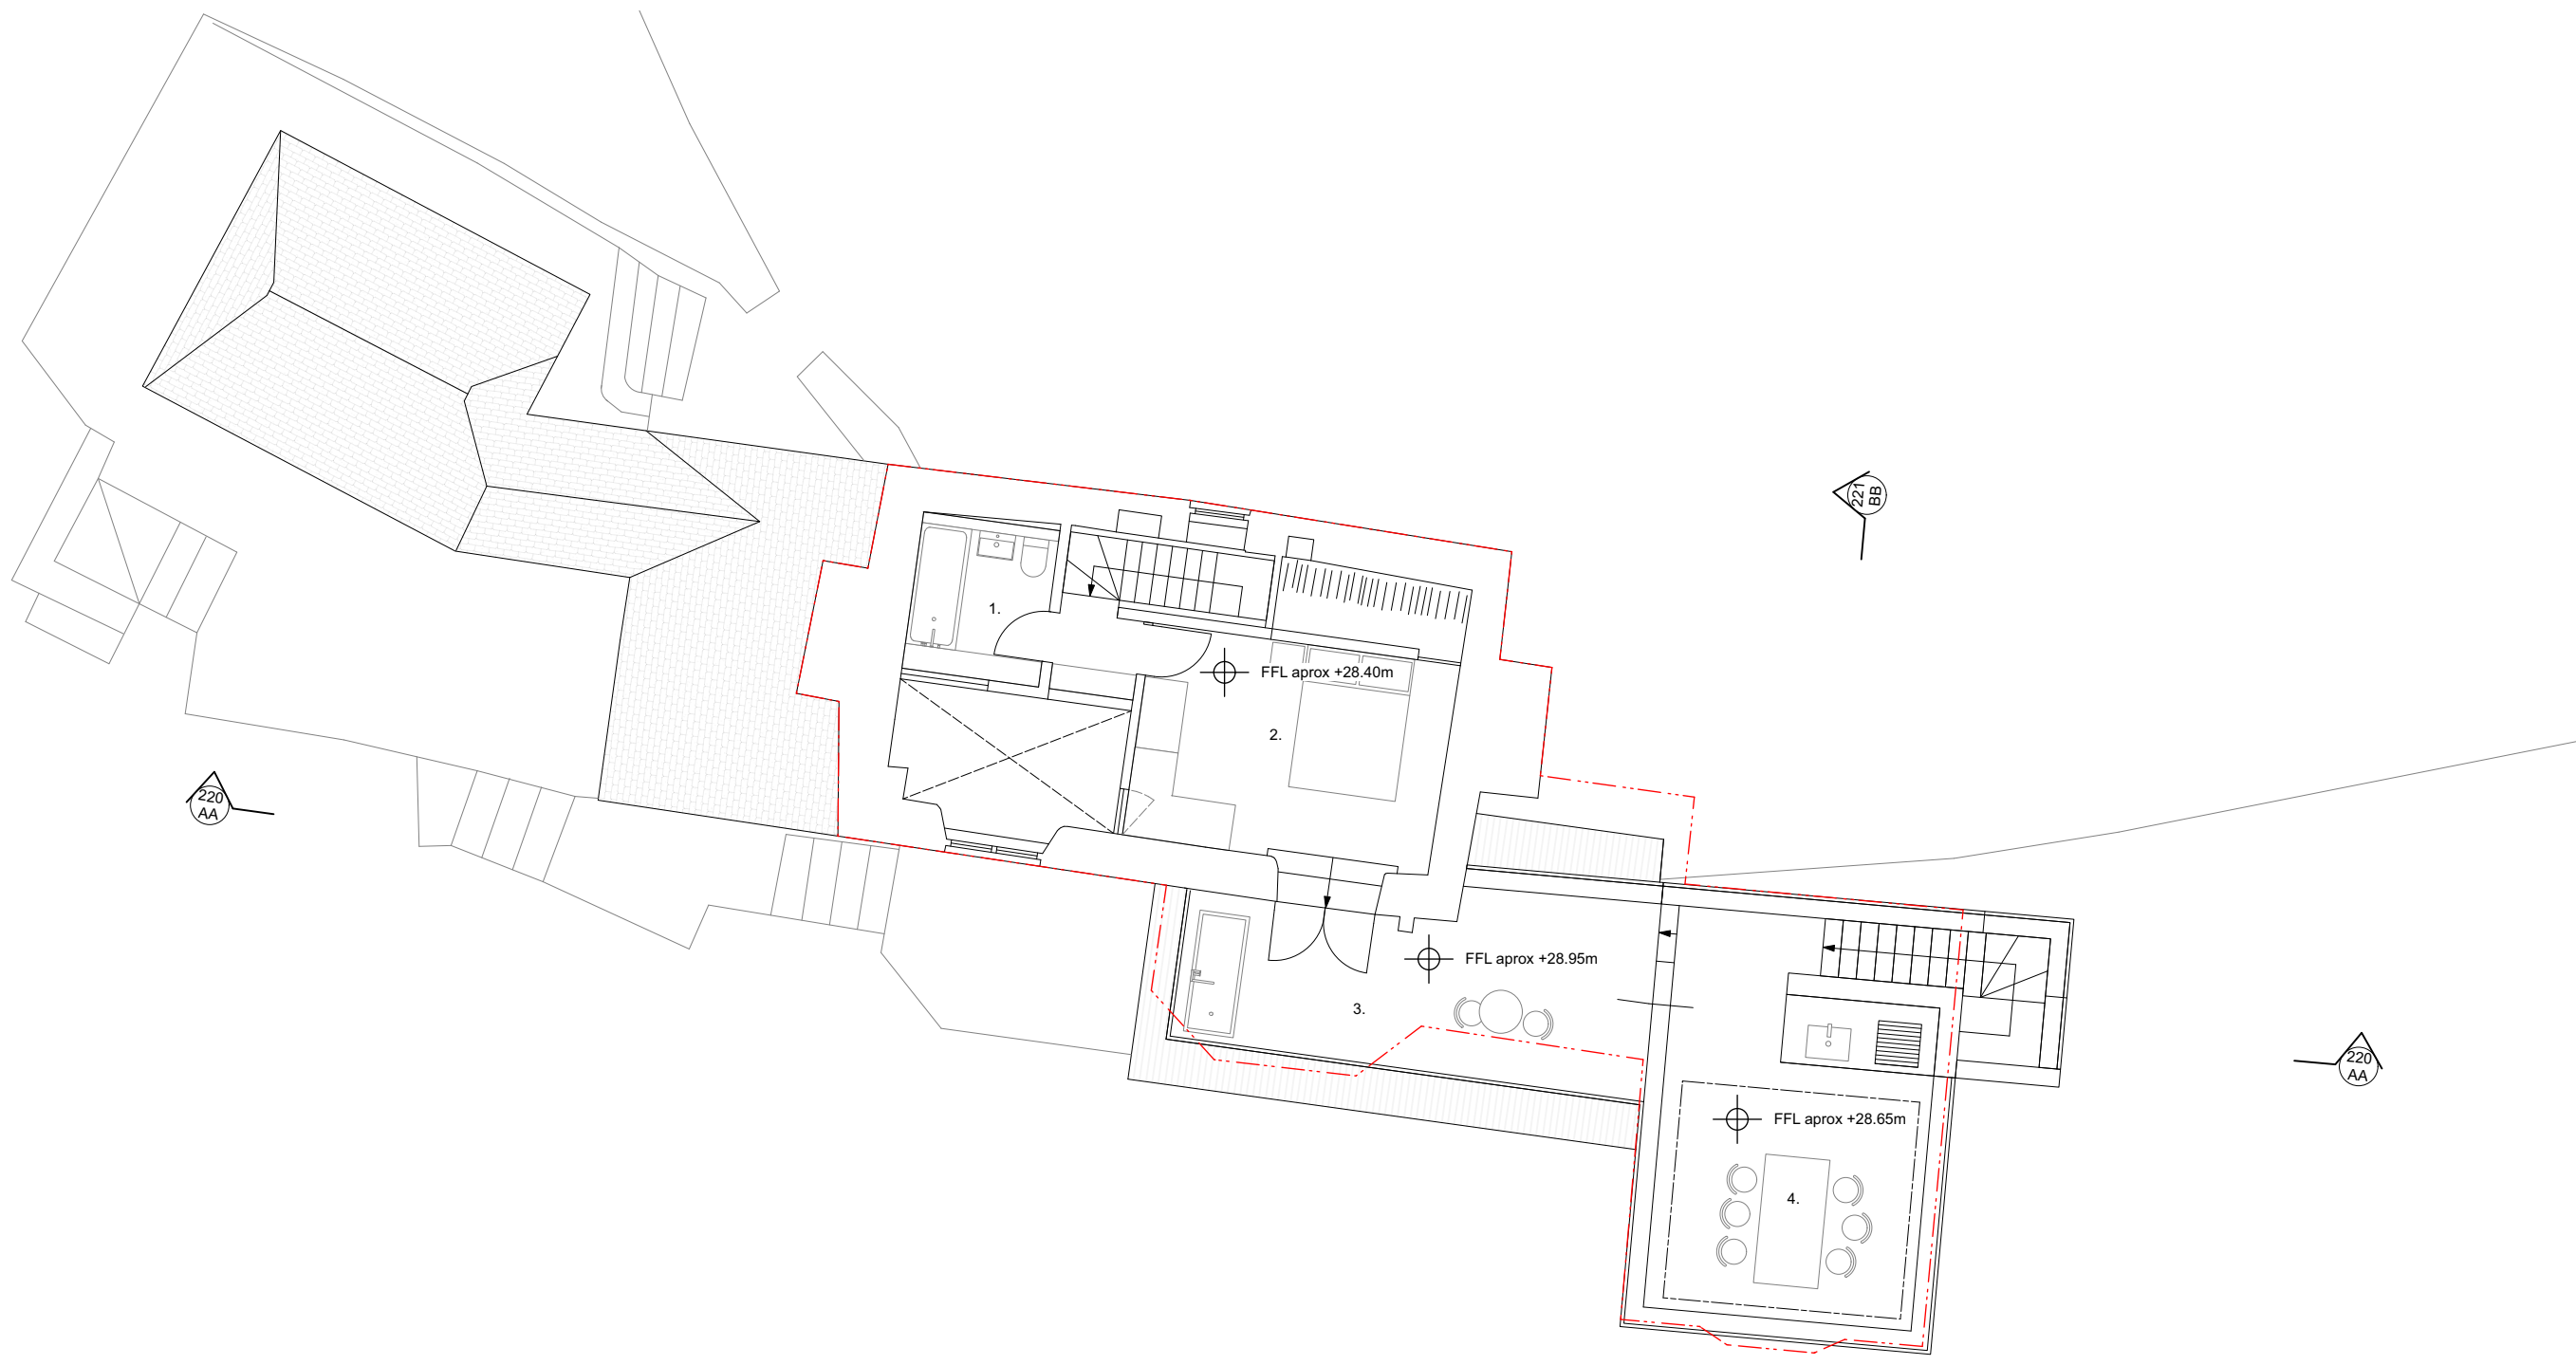 221
BB
1.
FFL aprox +28.40m
2.
220
AA
FFL aprox +28.95m
3.
220
AA
FFL aprox +28.65m
4.